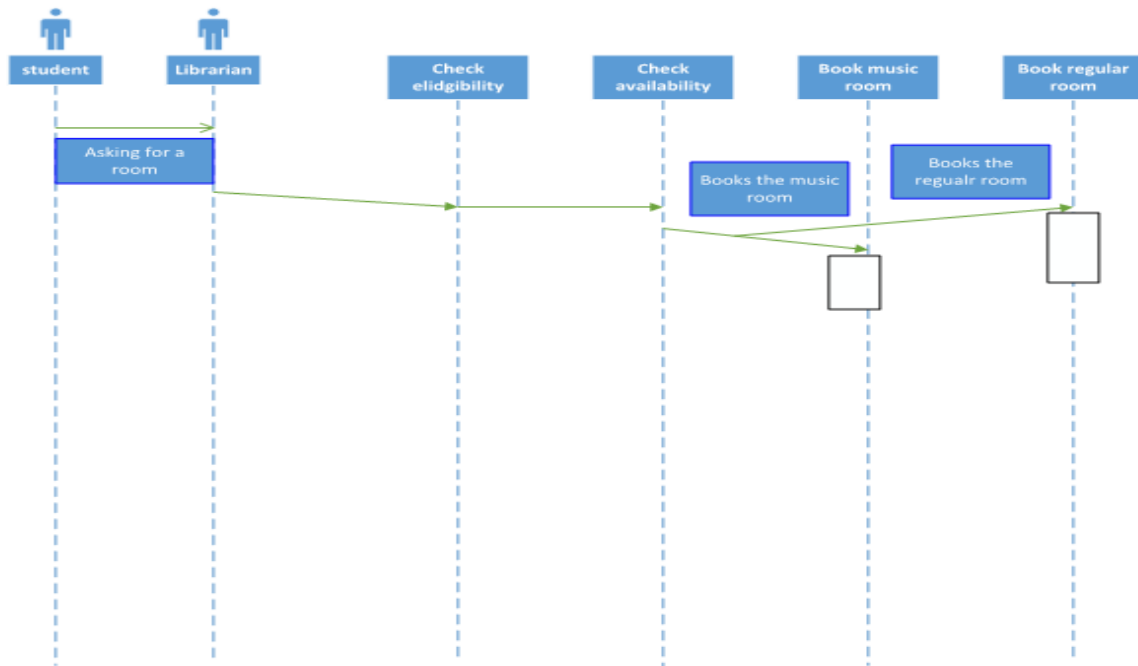 student
Librarian
Check
elidgibility
Check
availability
Book music
room
Book regular
room
Asking for a
room
Books the music
room
Books the
regualr room